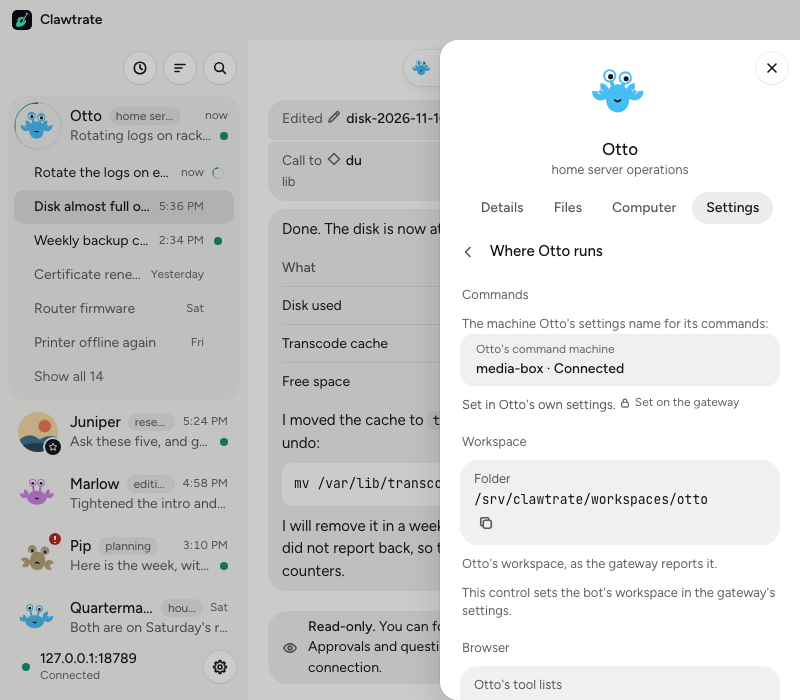 Clawtrate
Otto home ser... now
Rotating logs on rack...
Rotate the logs on e... now
Disk almost full o... 5:36 PM
Weekly backup c... 2:34 PM
Certificate rene... Yesterday
Router firmware Sat
Printer offline again Fri
Show all 14
Juniper rese... 5:24 PM
Ask these five, and g...
Marlow editi... 4:58 PM
Tightened the intro and...
Pip planning 3:10 PM
Here is the week, wit...
Quarterma... hou... Sat
Both are on Saturday's r...
127.0.0.1:18789
Connected
Edited disk-2026-11-1
Call to du
lib
Done. The disk is now at
What
Disk used
Transcode cache
Free space
I moved the cache to
undo:
mv /var/lib/transco
I will remove it in a week
did not report back, so t
counters.
Read-only. You can fo
Approvals and questi
connection.
Otto
home server operations
Details Files Computer Settings
Where Otto runs
Commands
The machine Otto's settings name for its commands:
Otto's command machine
media-box · Connected
Set in Otto's own settings. Set on the gateway
Workspace
Folder
/srv/clawtrate/workspaces/otto
Otto's workspace, as the gateway reports it.
This control sets the bot's workspace in the gateway's
settings.
Browser
Otto's tool lists